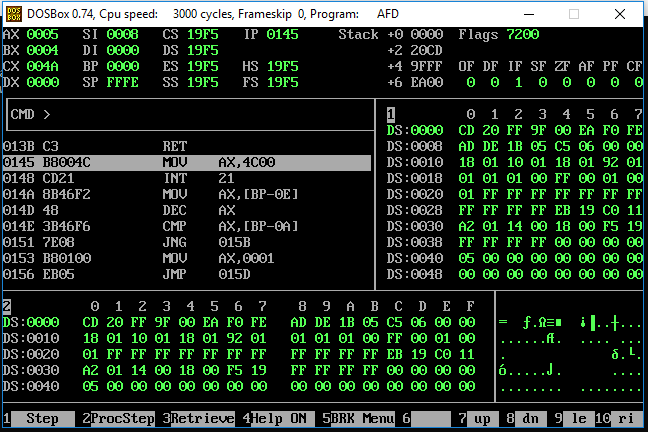 DOSBox 0.74, Cpu speed: 3000 cycles, Frameskip 0, Program: AFD
AX 0005 SI 0008 CS 19F5 IP 0145 Stack +0 0000 Flags 7200
BX 0004 DI 0000 DS 19F5 +2 20CD
CX 004A BP 0000 ES 19F5 HS 19F5 +4 9FFF OF DF IF SF ZF AF PF CF
DX 0000 SP FFFE SS 19F5 FS 19F5 +6 EA00 0 0 1 0 0 0 0 0
CMD >
013B C3 RET
0145 B8004C MOV AX,4C00
0148 CD21 INT 21
014A 8B46F2 MOV AX,[BP-0E]
014D 48 DEC AX
014E 3B46F6 CMP AX,[BP-0A]
0151 7E08 JNG 015B
0153 B80100 MOV AX,0001
0156 EB05 JMP 015D
1 0 1 2 3 4 5 6 7
DS:0000 CD 20 FF 9F 00 EA F0 FE
DS:0008 AD DE 1B 05 C5 06 00 00
DS:0010 18 01 10 01 18 01 92 01
DS:0018 01 01 01 00 FF 00 01 00
DS:0020 01 FF FF FF FF FF FF FF
DS:0028 FF FF FF FF EB 19 C0 11
DS:0030 A2 01 14 00 18 00 F5 19
DS:0038 FF FF FF FF 00 00 00 00
DS:0040 05 00 00 00 00 00 00 00
DS:0048 00 00 00 00 00 00 00 00
2 0 1 2 3 4 5 6 7 8 9 A B C D E F
DS:0000 CD 20 FF 9F 00 EA F0 FE AD DE 1B 05 C5 06 00 00
DS:0010 18 01 10 01 18 01 92 01 01 01 01 00 FF 00 01 00
DS:0020 01 FF FF FF FF FF FF FF FF FF FF FF EB 19 C0 11
DS:0030 A2 01 14 00 18 00 F5 19 FF FF FF FF 00 00 00 00
DS:0040 05 00 00 00 00 00 00 00 00 00 00 00 00 00 00 00
= ƒ.Ω≡■ ¡▐..┼...
......Æ. .... ...
. δ.└.
ó.....J. ....
........ ........
1 Step 2 ProcStep 3 Retrieve 4 Help ON 5 BRK Menu 6 7 up 8 dn 9 le 10 ri